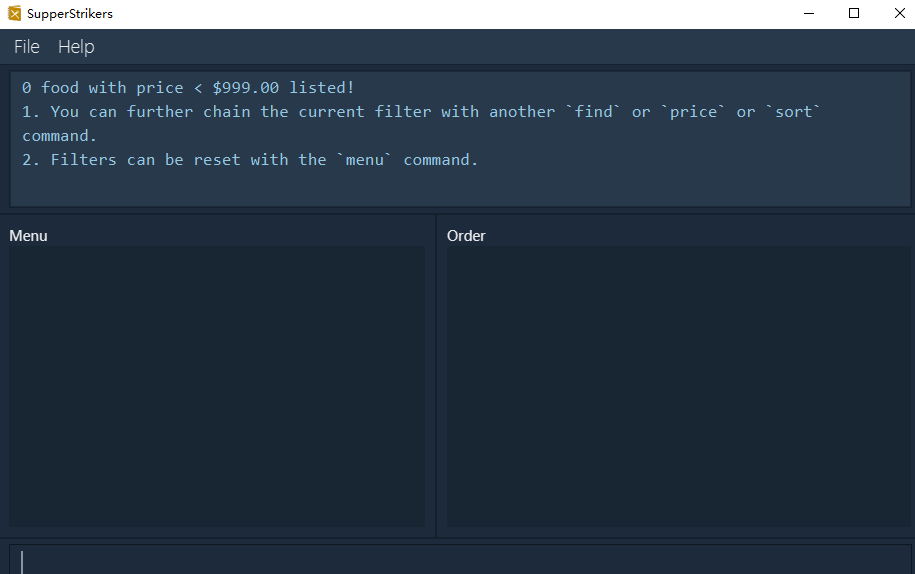 SupperStrikers
File Help
0 food with price < $999.00 listed!
1. You can further chain the current filter with another `find` or `price` or `sort`
command.
2. Filters can be reset with the `menu` command.
Menu
Order